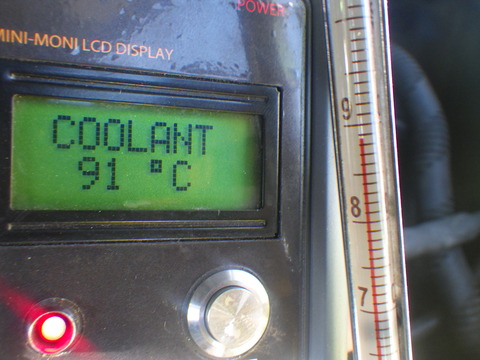 POWER
MINI-MONI LCD DISPLAY
COOLANT
91 °C
9
8
7